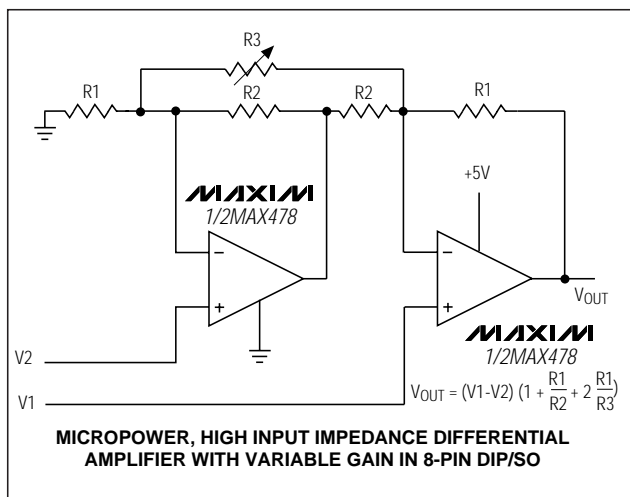 R3
R1
R2
R2
R1
+5V
MAXIM
1/2MAX478
−
+
−
+
VOUT
MAXIM
1/2MAX478
V2
V1
VOUT = (V1-V2) (1 + R1/R2 + 2 R1/R3)
MICROPOWER, HIGH INPUT IMPEDANCE DIFFERENTIAL
AMPLIFIER WITH VARIABLE GAIN IN 8-PIN DIP/SO